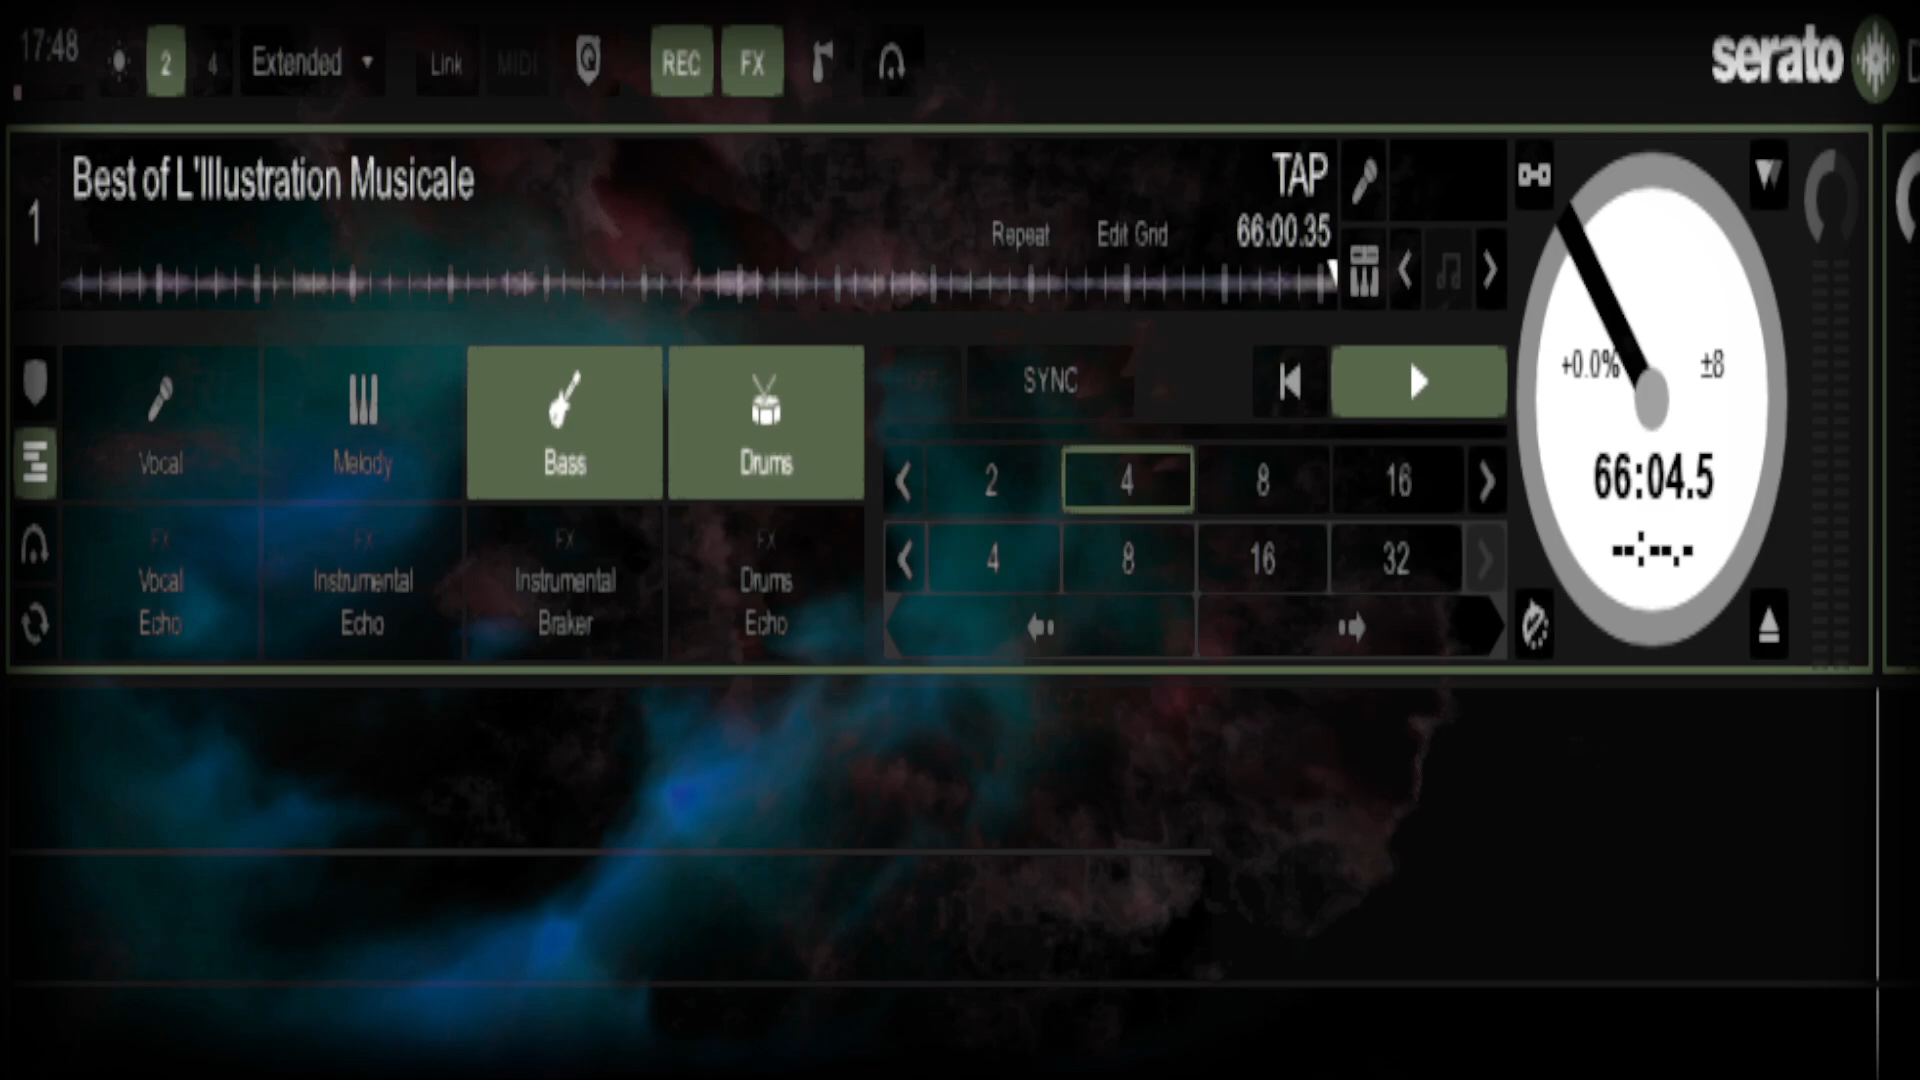 17:48 2 4 Extended Link MIDI REC FX serato
Best of L'Illustration Musicale TAP
1 Repeat Edit Grid 66:00.35
SYNC
+0.0% ±8
Vocal Melody Bass Drums
2 4 8 16
66:04.5
FX FX FX FX
Vocal Instrumental Instrumental Drums
Echo Echo Braker Echo
4 8 16 32
--:--.-